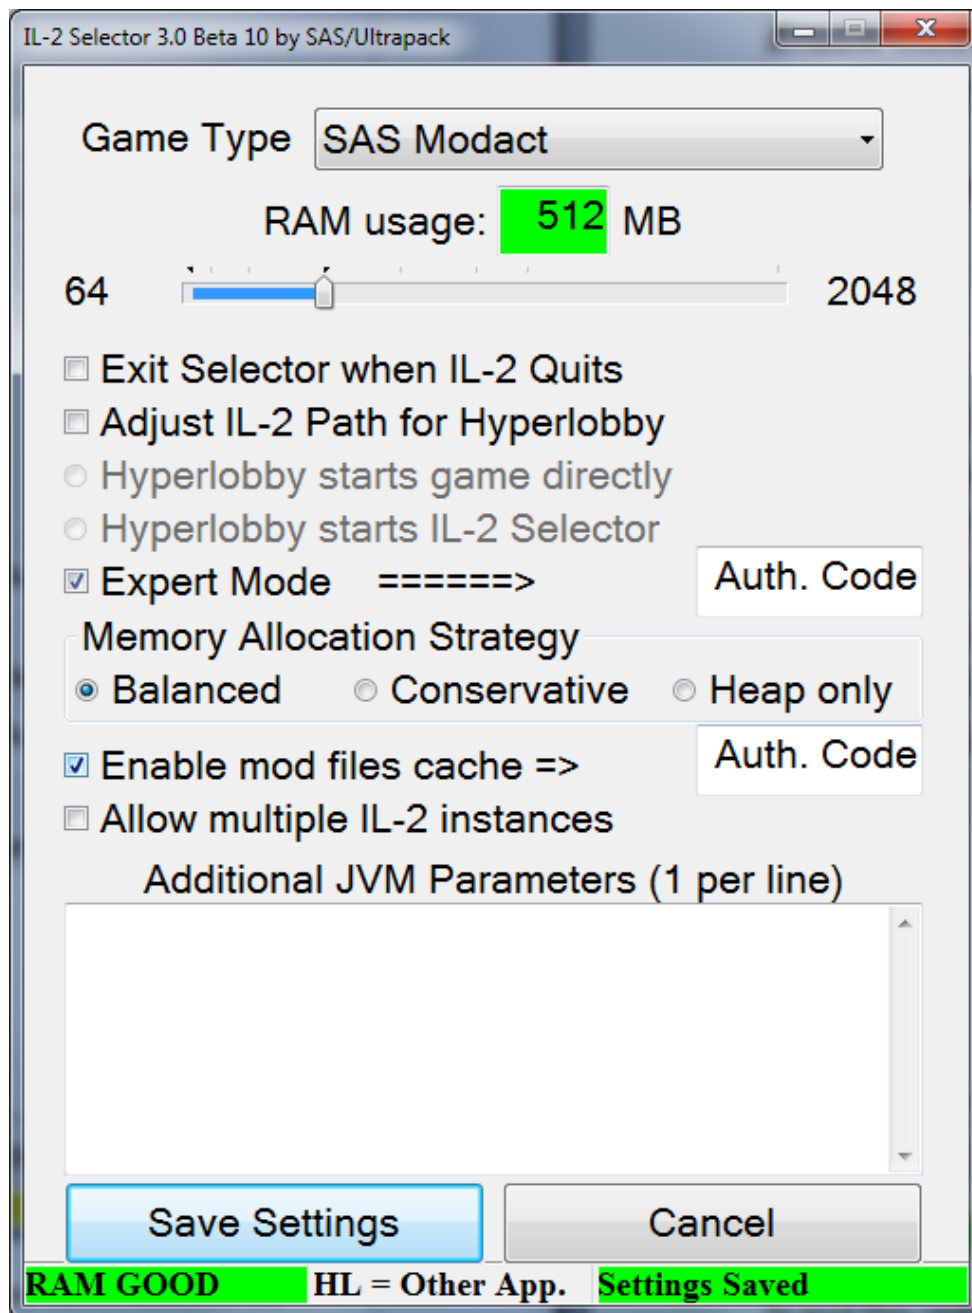 IL-2 Selector 3.0 Beta 10 by SAS/Ultrapack
Game Type SAS Modact
RAM usage: 512 MB
64 2048
Exit Selector when IL-2 Quits
Adjust IL-2 Path for Hyperlobby
Hyperlobby starts game directly
Hyperlobby starts IL-2 Selector
Expert Mode ======> Auth. Code
Memory Allocation Strategy
Balanced Conservative Heap only
Enable mod files cache => Auth. Code
Allow multiple IL-2 instances
Additional JVM Parameters (1 per line)
Save Settings Cancel
RAM GOOD HL = Other App. Settings Saved